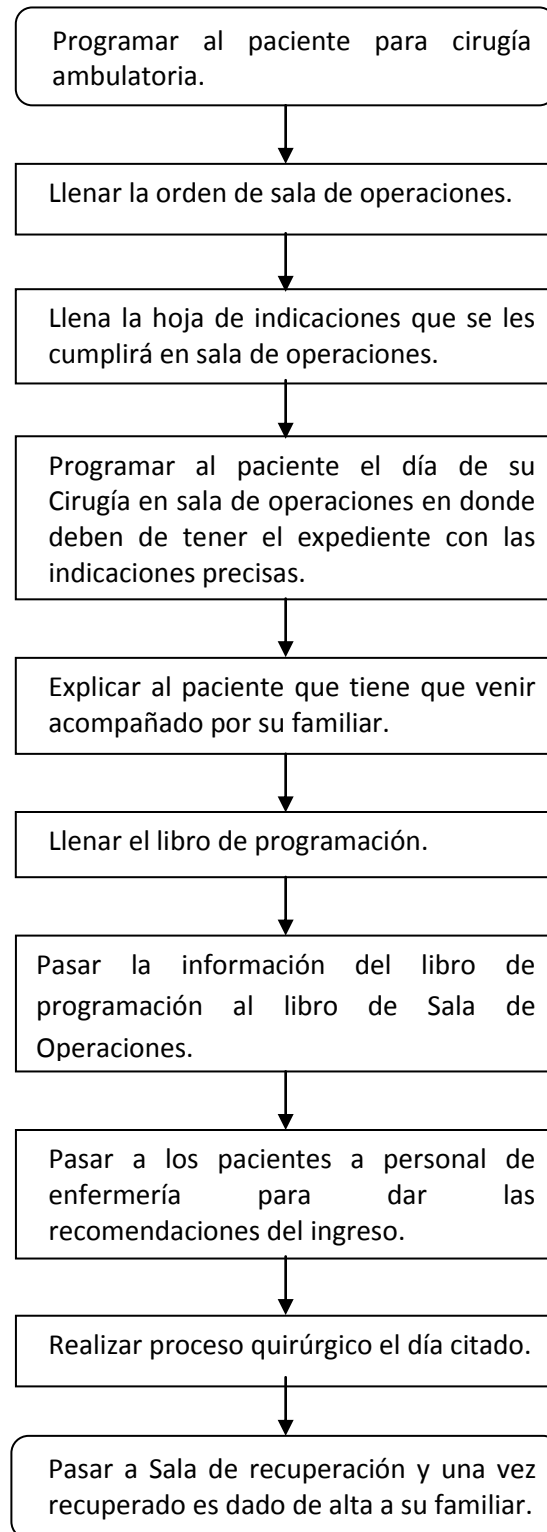 Programar al paciente para cirugía
ambulatoria.
Llenar la orden de sala de operaciones.
Llena la hoja de indicaciones que se les
cumplirá en sala de operaciones.
Programar al paciente el día de su
Cirugía en sala de operaciones en donde
deben de tener el expediente con las
indicaciones precisas.
Explicar al paciente que tiene que venir
acompañado por su familiar.
Llenar el libro de programación.
Pasar la información del libro de
programación al libro de Sala de
Operaciones.
Pasar a los pacientes a personal de
enfermería para dar las
recomendaciones del ingreso.
Realizar proceso quirúrgico el día citado.
Pasar a Sala de recuperación y una vez
recuperado es dado de alta a su familiar.